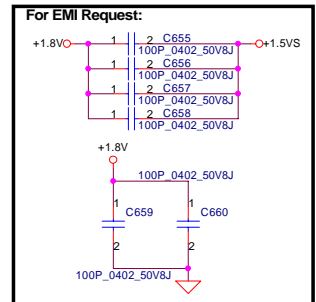 For EMI Request:
+1.8V
1 2 C655
+1.5VS
100P_0402_50V8J
1 2 C656
100P_0402_50V8J
1 2 C657
100P_0402_50V8J
1 2 C658
100P_0402_50V8J
+1.8V
100P_0402_50V8J
1 1
C659 C660
2 2
100P_0402_50V8J